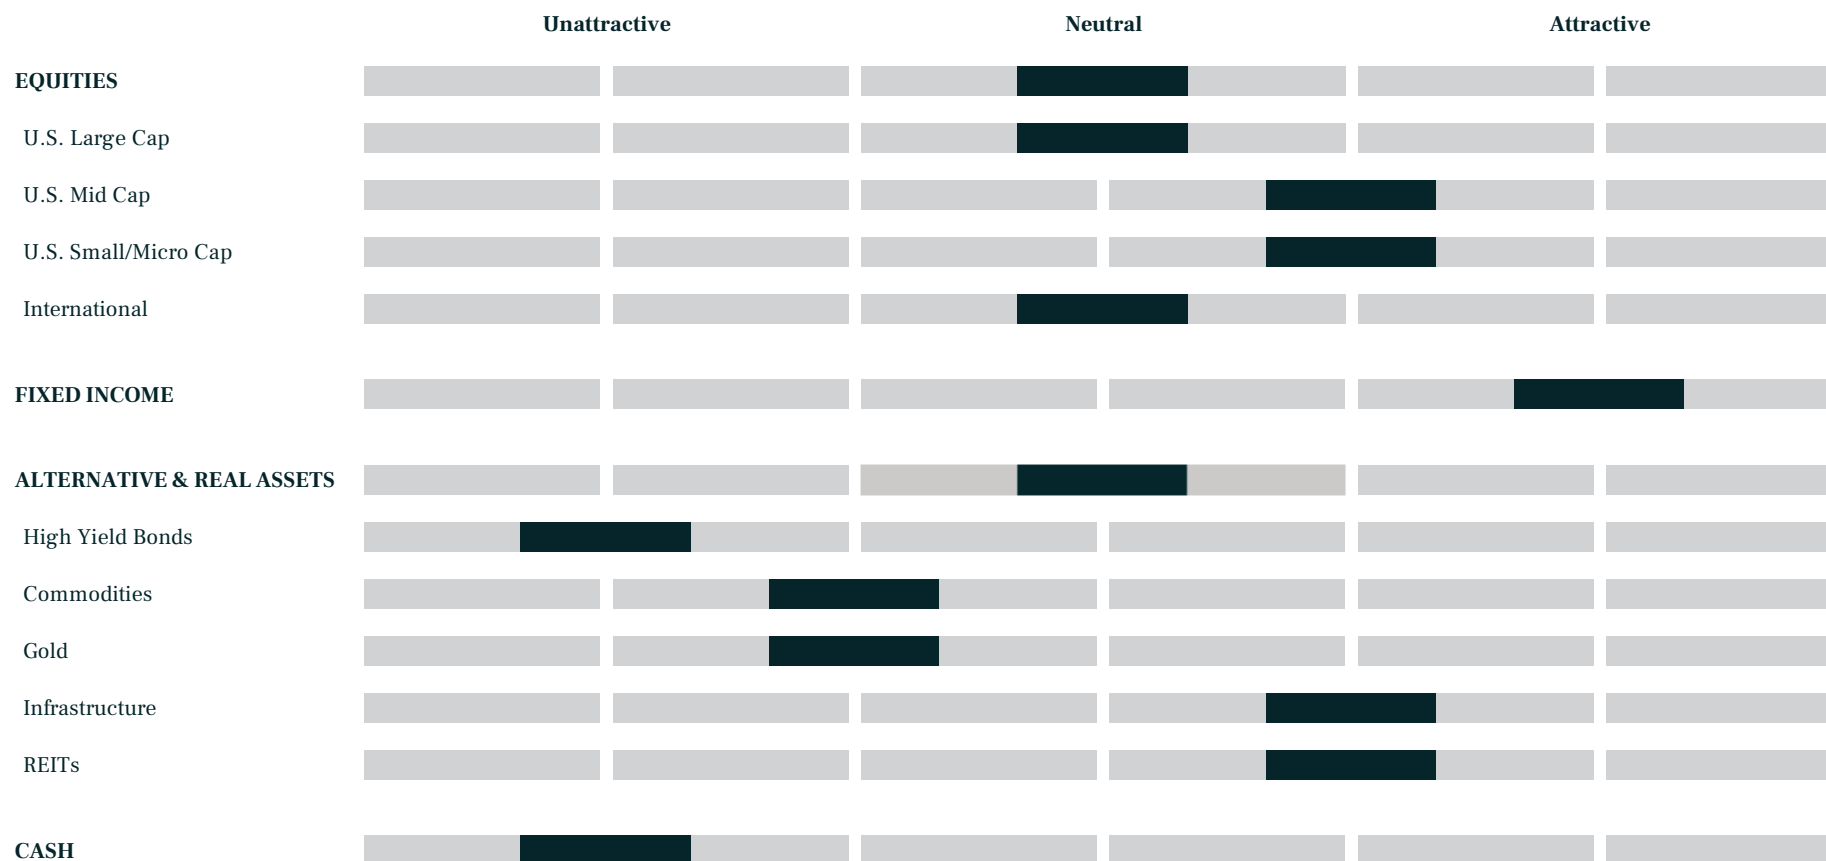 Unattractive Neutral Attractive
EQUITIES
U.S. Large Cap
U.S. Mid Cap
U.S. Small/Micro Cap
International
FIXED INCOME
ALTERNATIVE & REAL ASSETS
High Yield Bonds
Commodities
Gold
Infrastructure
REITs
CASH